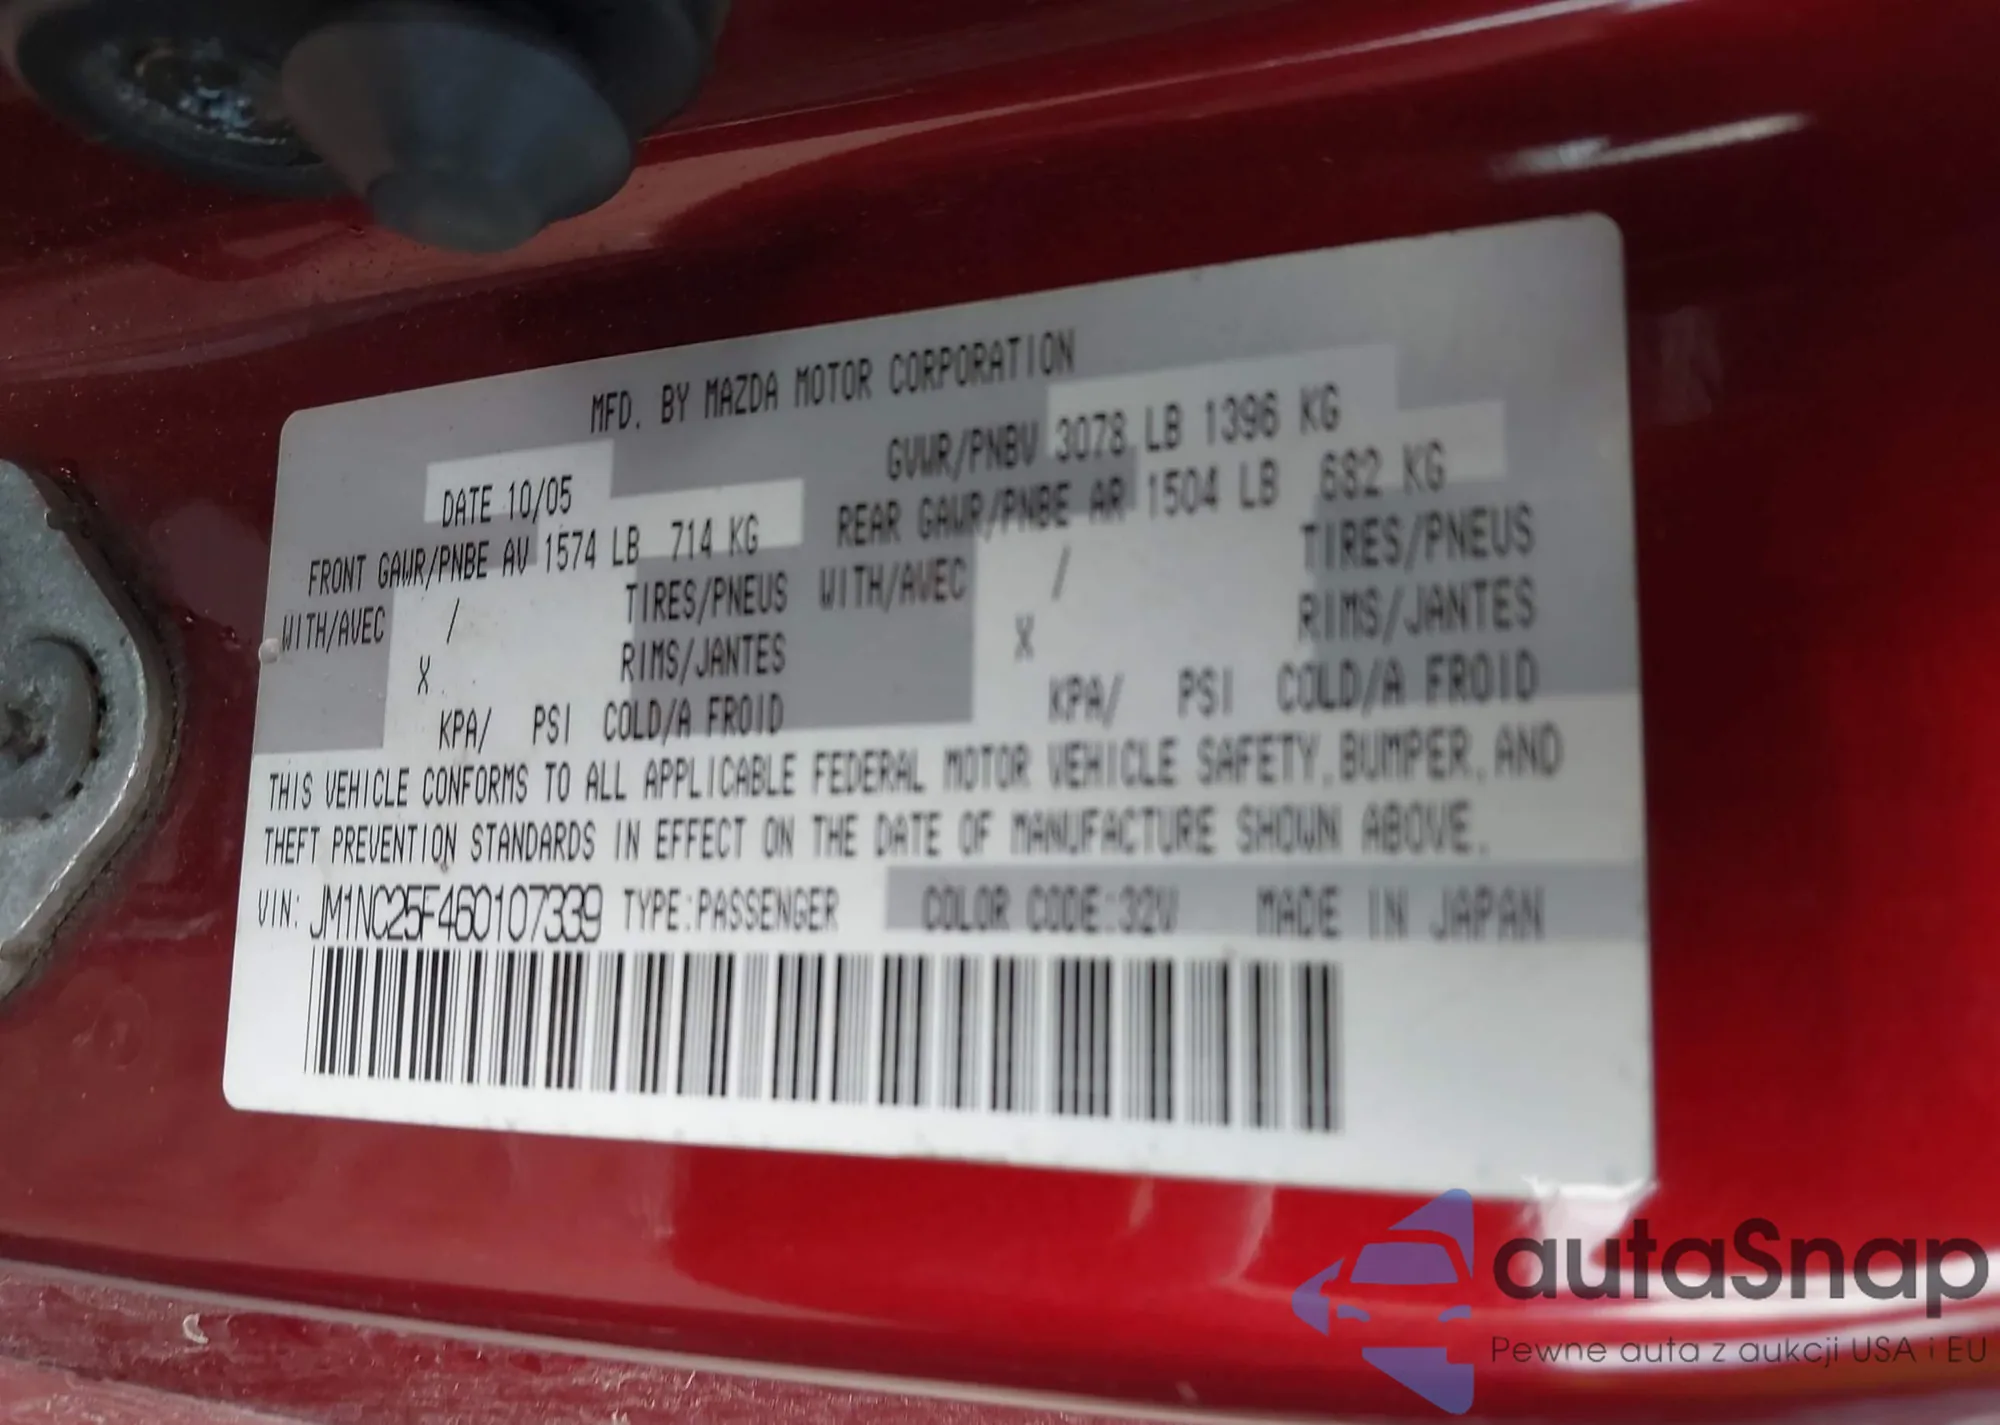 MFD. BY MAZDA MOTOR CORPORATION
DATE 10/05 GVWR/PNBV 3078 LB 1396 KG
FRONT GAWR/PNBE AV 1574 LB 714 KG REAR GAWR/PNBE AR 1504 LB 682 KG
WITH/AVEC / TIRES/PNEUS WITH/AVEC / TIRES/PNEUS
X RIMS/JANTES X RIMS/JANTES
KPA/ PSI COLD/A FROID KPA/ PSI COLD/A FROID
THIS VEHICLE CONFORMS TO ALL APPLICABLE FEDERAL MOTOR VEHICLE SAFETY,BUMPER,AND
THEFT PREVENTION STANDARDS IN EFFECT ON THE DATE OF MANUFACTURE SHOWN ABOVE.
VIN: JM1NC25F460107339 TYPE:PASSENGER COLOR CODE:32V MADE IN JAPAN
autaSnap
Pewne auta z aukcji USA i EU